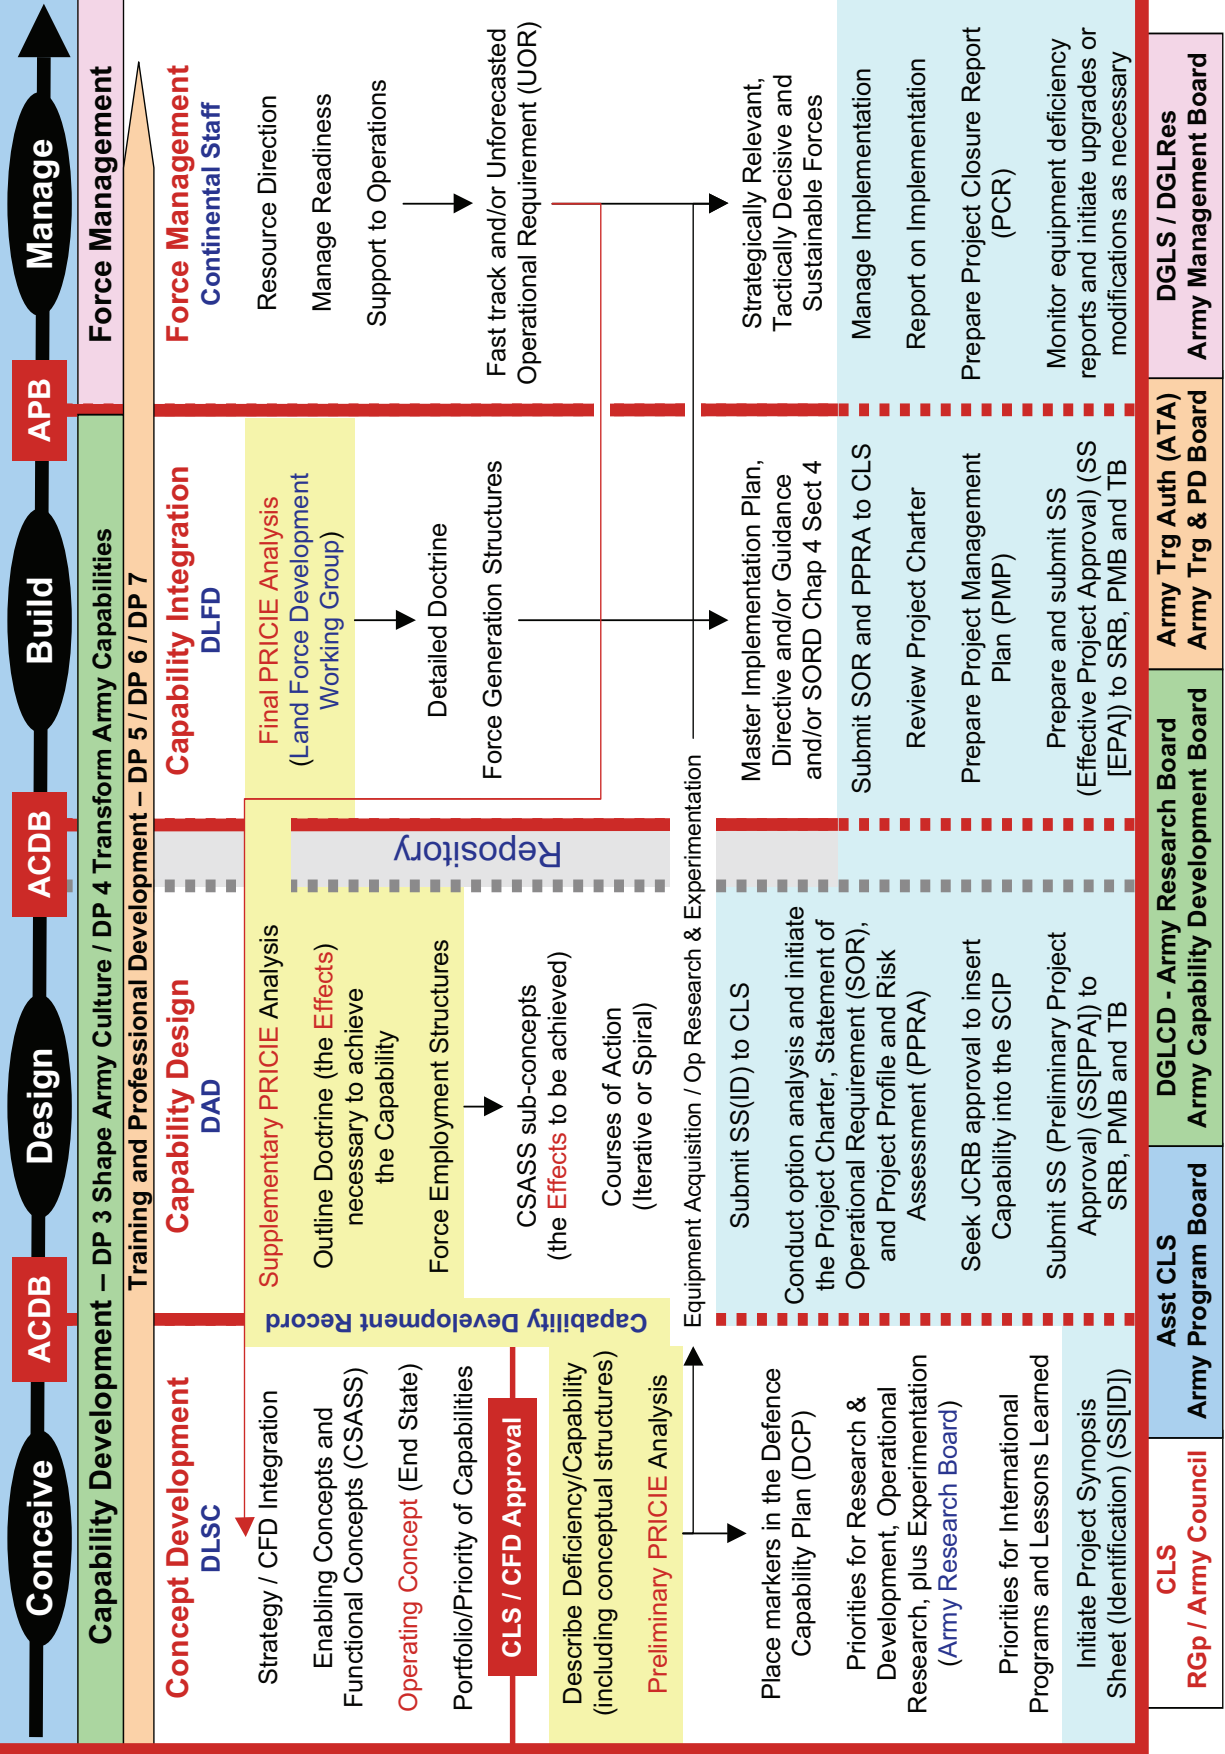 Conceive
ACDB
Design
ACDB
Build
APB
Manage
Capability Development – DP 3 Shape Army Culture / DP 4 Transform Army Capabilities
Force Management
Training and Professional Development – DP 5 / DP 6 / DP 7
Concept Development
DLSC
Strategy / CFD Integration
Enabling Concepts and
Functional Concepts (CSASS)
Operating Concept (End State)
Portfolio/Priority of Capabilities
CLS / CFD Approval
Describe Deficiency/Capability
(including conceptual structures)
Preliminary PRICIE Analysis
Place markers in the Defence
Capability Plan (DCP)
Priorities for Research &
Development, Operational
Research, plus Experimentation
(Army Research Board)
Priorities for International
Programs and Lessons Learned
Initiate Project Synopsis
Sheet (Identification) (SS[ID])
Capability Development Record
Capability Design
DAD
Supplementary PRICIE Analysis
Outline Doctrine (the Effects)
necessary to achieve
the Capability
Force Employment Structures
CSASS sub-concepts
(the Effects to be achieved)
Courses of Action
(Iterative or Spiral)
Equipment Acquisition / Op Research & Experimentation
Submit SS(ID) to CLS
Conduct option analysis and initiate
the Project Charter, Statement of
Operational Requirement (SOR),
and Project Profile and Risk
Assessment (PPRA)
Seek JCRB approval to insert
Capability into the SCIP
Submit SS (Preliminary Project
Approval) (SS[PPA]) to
SRB, PMB and TB
Repository
Capability Integration
DLFD
Final PRICIE Analysis
(Land Force Development
Working Group)
Detailed Doctrine
Force Generation Structures
Master Implementation Plan,
Directive and/or Guidance
and/or SORD Chap 4 Sect 4
Submit SOR and PPRA to CLS
Review Project Charter
Prepare Project Management
Plan (PMP)
Prepare and submit SS
(Effective Project Approval) (SS
[EPA]) to SRB, PMB and TB
Force Management
Continental Staff
Resource Direction
Manage Readiness
Support to Operations
Fast track and/or Unforecasted
Operational Requirement (UOR)
Strategically Relevant,
Tactically Decisive and
Sustainable Forces
Manage Implementation
Report on Implementation
Prepare Project Closure Report
(PCR)
Monitor equipment deficiency
reports and initiate upgrades or
modifications as necessary
CLS
RGp / Army Council
Asst CLS
Army Program Board
DGLCD - Army Research Board
Army Capability Development Board
Army Trg Auth (ATA)
Army Trg & PD Board
DGLS / DGLRes
Army Management Board